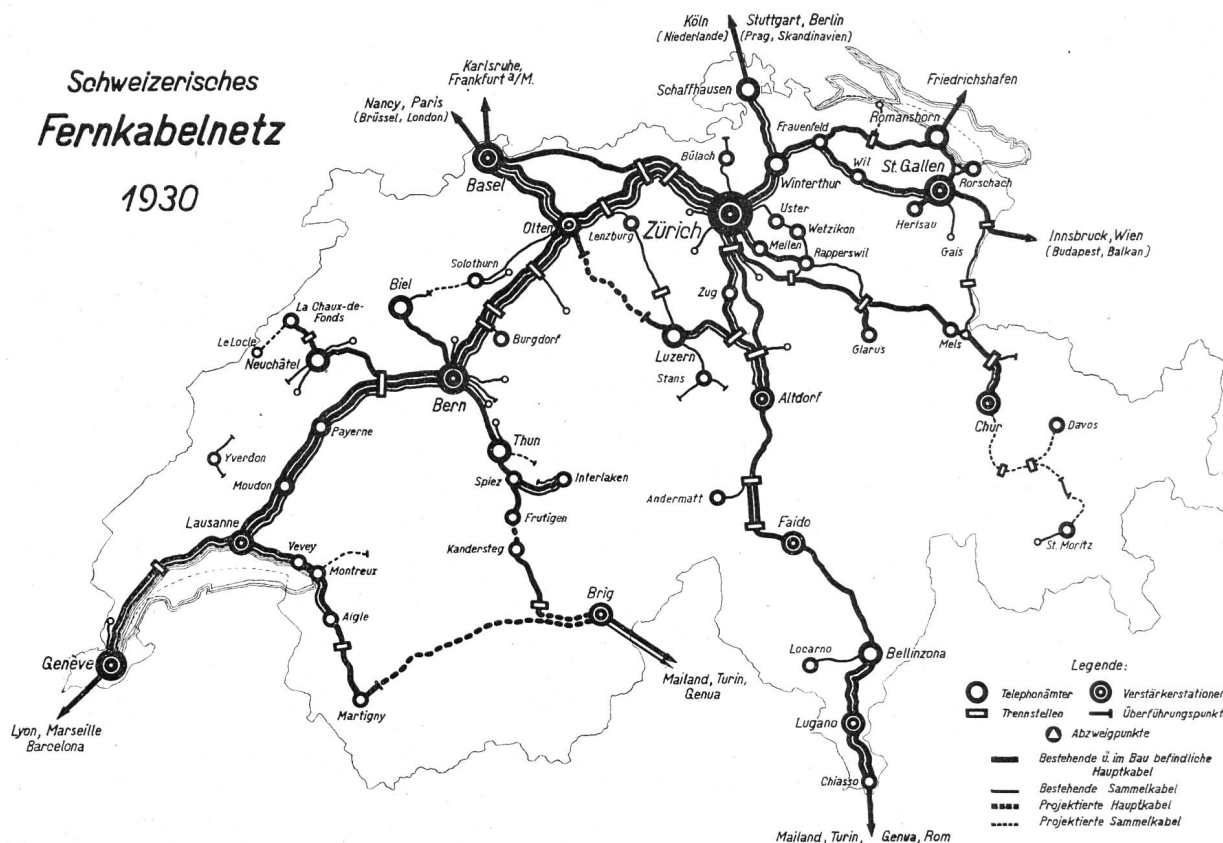 Schweizerisches
Fernkabelnetz
1930
Köln
(Niederlande)
Stuttgart, Berlin
(Prag, Skandinavien)
Karlsruhe,
Frankfurt a/M.
Nancy, Paris
(Brüssel, London)
Schaffhausen
Friedrichshafen
Romanshorn
Frauenfeld
Bülach
Basel
Winterthur
Wil
St. Gallen
Rorschach
Herisau
Gais
Olten
Lenzburg
Zürich
Uster
Wetzikon
Meilen
Rapperswil
Innsbruck, Wien
(Budapest, Balkan)
Solothurn
Biel
Zug
La Chaux-de-
Fonds
Le Locle
Neuchâtel
Burgdorf
Luzern
Glarus
Mels
Bern
Stans
Altdorf
Chur
Davos
Payerne
Thun
Yverdon
Moudon
Spiez
Interlaken
Andermatt
Lausanne
Frutigen
Faido
St. Moritz
Vevey
Montreux
Kandersteg
Aigle
Brig
Genève
Locarno
Bellinzona
Mailand, Turin,
Genua
Martigny
Lyon, Marseille
Barcelona
Lugano
Chiasso
Mailand, Turin,
Genua, Rom
Legende:
Telephonämter
Verstärkerstationen
Trennstellen
Überführungspunkt
Abzweigpunkte
Bestehende u. im Bau befindliche
Hauptkabel
Bestehende Sammelkabel
Projektierte Hauptkabel
Projektierte Sammelkabel